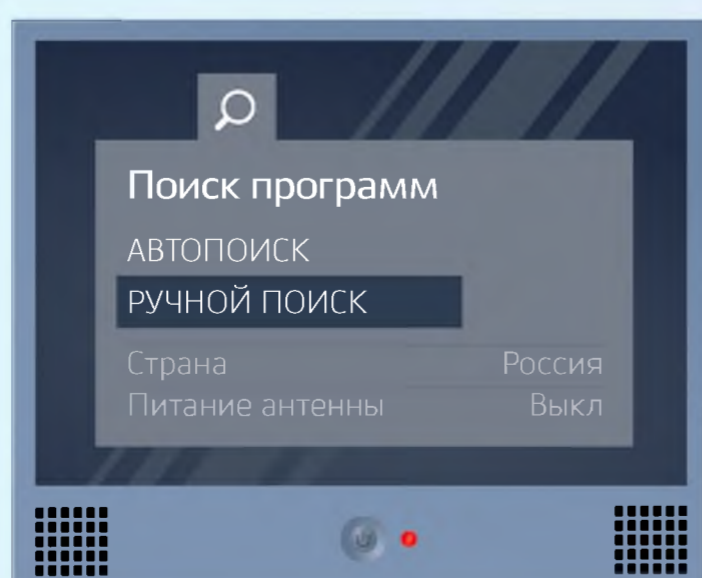 Поиск программ
АВТОПОИСК
РУЧНОЙ ПОИСК
Страна Россия
Питание антенны Выкл